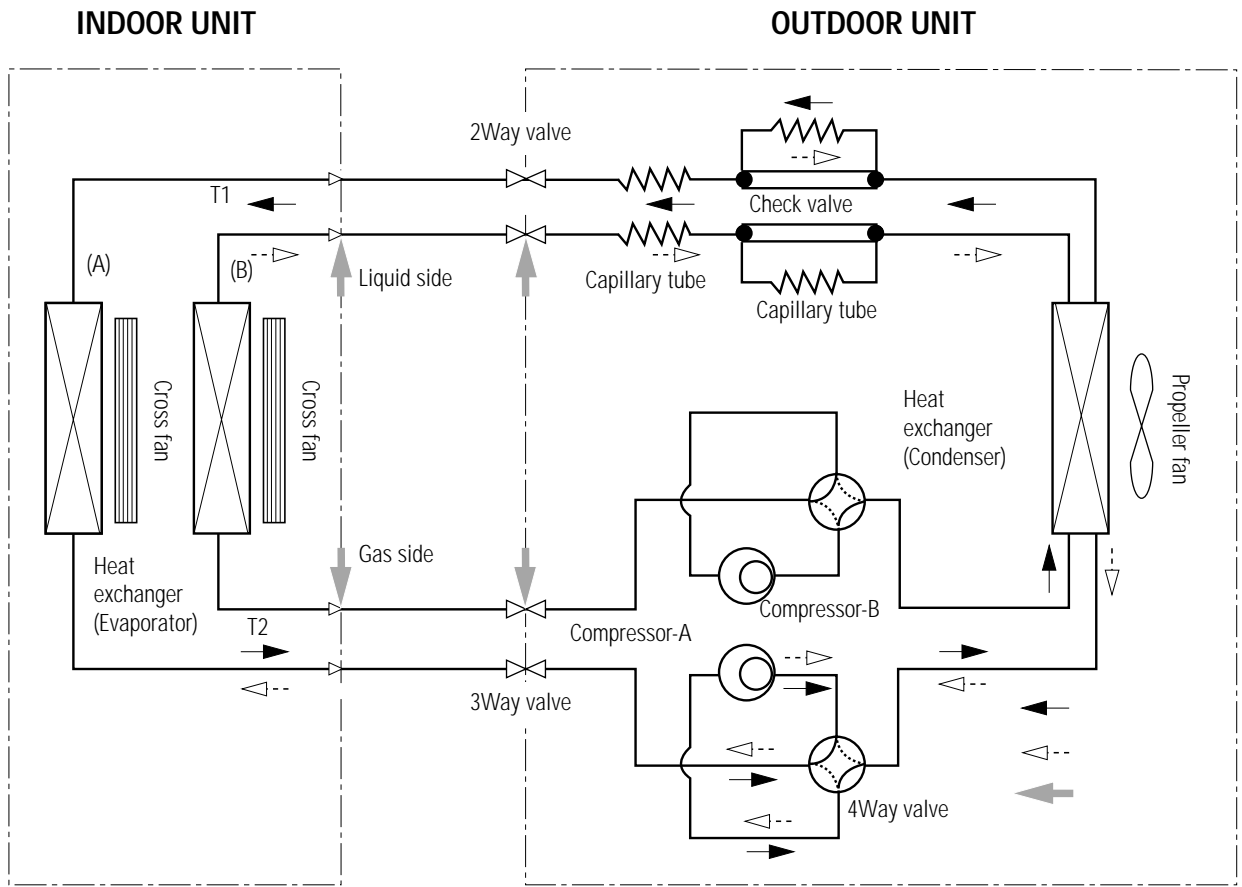 INDOOR UNIT
OUTDOOR UNIT
2Way valve
T1
Check valve
(A)
(B)
Liquid side
Capillary tube
Capillary tube
Cross fan
Cross fan
Heat
exchanger
(Condenser)
Propeller fan
Gas side
Heat
exchanger
(Evaporator)
T2
Compressor-B
Compressor-A
3Way valve
4Way valve